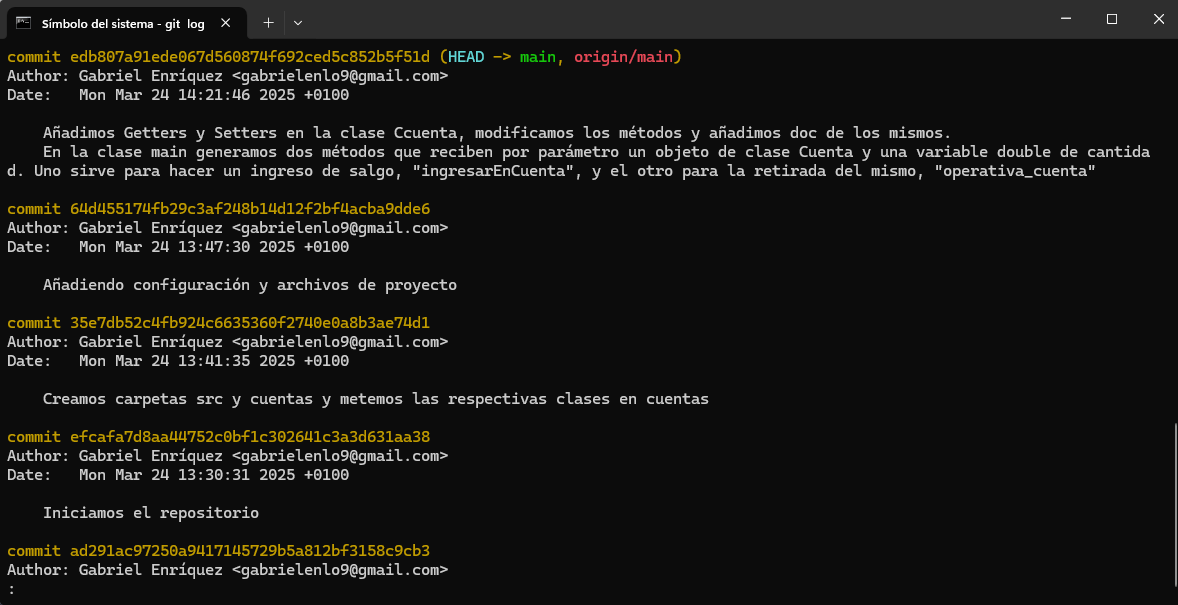 Símbolo del sistema - git  log
commit edb807a91ede067d560874f692ced5c852b5f51d (HEAD -> main, origin/main)
Author: Gabriel Enríquez <gabrielenlo9@gmail.com>
Date:   Mon Mar 24 14:21:46 2025 +0100
    Añadimos Getters y Setters en la clase Ccuenta, modificamos los métodos y añadimos doc de los mismos.
    En la clase main generamos dos métodos que reciben por parámetro un objeto de clase Cuenta y una variable double de cantida
d. Uno sirve para hacer un ingreso de salgo, "ingresarEnCuenta", y el otro para la retirada del mismo, "operativa_cuenta"
commit 64d455174fb29c3af248b14d12f2bf4acba9dde6
Author: Gabriel Enríquez <gabrielenlo9@gmail.com>
Date:   Mon Mar 24 13:47:30 2025 +0100
    Añadiendo configuración y archivos de proyecto
commit 35e7db52c4fb924c6635360f2740e0a8b3ae74d1
Author: Gabriel Enríquez <gabrielenlo9@gmail.com>
Date:   Mon Mar 24 13:41:35 2025 +0100
    Creamos carpetas src y cuentas y metemos las respectivas clases en cuentas
commit efcafa7d8aa44752c0bf1c302641c3a3d631aa38
Author: Gabriel Enríquez <gabrielenlo9@gmail.com>
Date:   Mon Mar 24 13:30:31 2025 +0100
    Iniciamos el repositorio
commit ad291ac97250a9417145729b5a812bf3158c9cb3
Author: Gabriel Enríquez <gabrielenlo9@gmail.com>
: